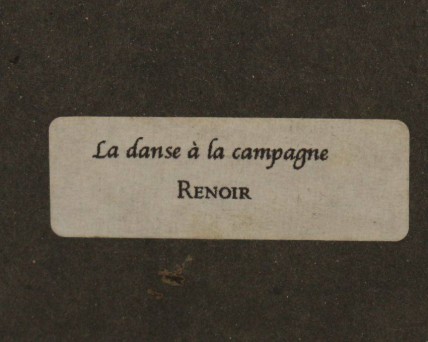 La danse à la campagne
RENOIR